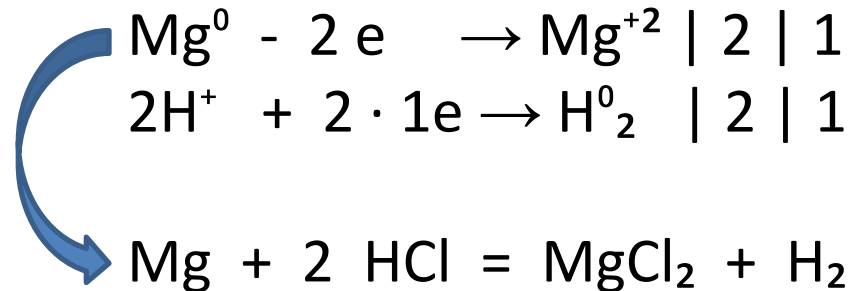 Mg⁰ - 2 e → Mg⁺² | 2 | 1
2H⁺ + 2 · 1e → H⁰₂ | 2 | 1
Mg + 2 HCl = MgCl₂ + H₂